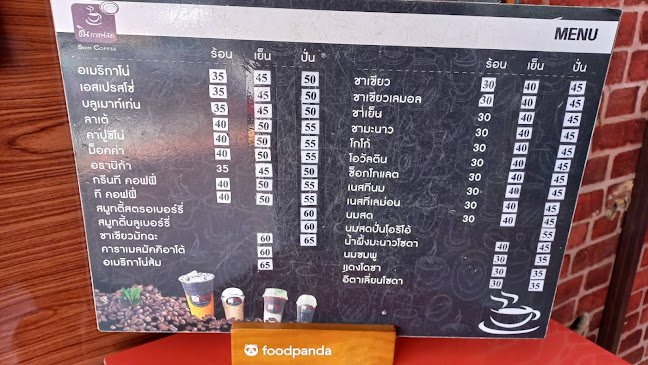 ชิมกาแฟสด
SHIM COFFEE
MENU
ร้อน เย็น ปั่น
อเมริกาโน่ 35 45 50
เอสเปรสโซ่ 35 45 50
บลูเมาท์เท่น 35 45 50
ลาเต้ 40 50 55
คาปูชิโน่ 40 50 55
ม็อคค่า 40 50 55
อราบิก้า 35 45 50
กรีนที คอฟฟี่ 40 50 55
ที คอฟฟี่ 40 50 55
สมูทตี้สตรอเบอร์รี่ 60
สมูทตี้บลูเบอร์รี่ 60
ชาเขียวมัทฉะ 60 65
คาราเมลมัคคิอาโต้ 60
อเมริกาโน่ส้ม 65
ร้อน เย็น ปั่น
ชาเขียว 30 40 45
ชาเขียวเลมอล 30 40 45
ชาเย็น 30 40 45
ชามะนาว 30 40 45
โกโก้ 30 40 45
โอวัลติน 30 40 45
ช็อกโกแลต 30 40 45
เนสทีนม 30 40 45
เนสทีเลม่อน 30 40 45
นมสด 30 40 45
นมสดปั่นโอริโอ้ 55
น้ำผึ้งมะนาวโซดา 40
นมชมพู 40 35
แดงโซดา 30 35
อิตาเลี่ยนโซดา 30 35
foodpanda